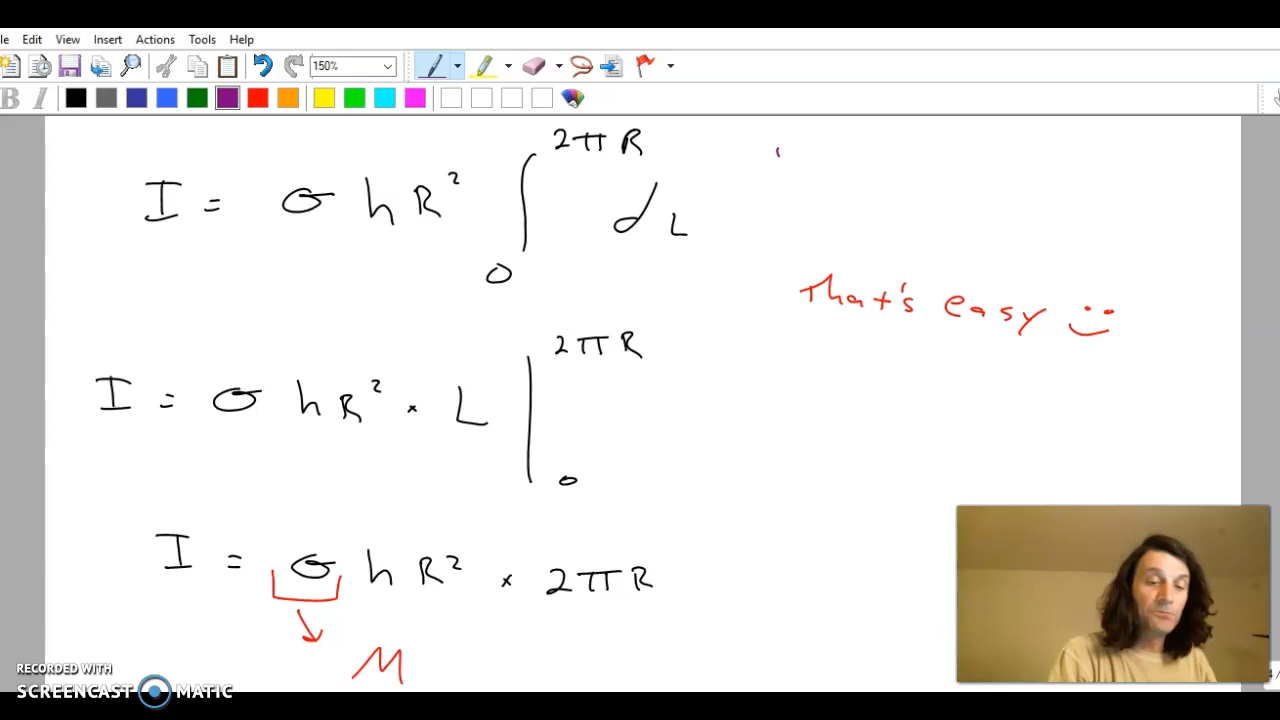 le Edit View Insert Actions Tools Help
150%
B I
I = σ h R² ∫₀^2πR dL
That's easy :)
I = σ h R² × L |₀^2πR
I = σ h R² × 2πR
M
RECORDED WITH
SCREENCAST MATIC